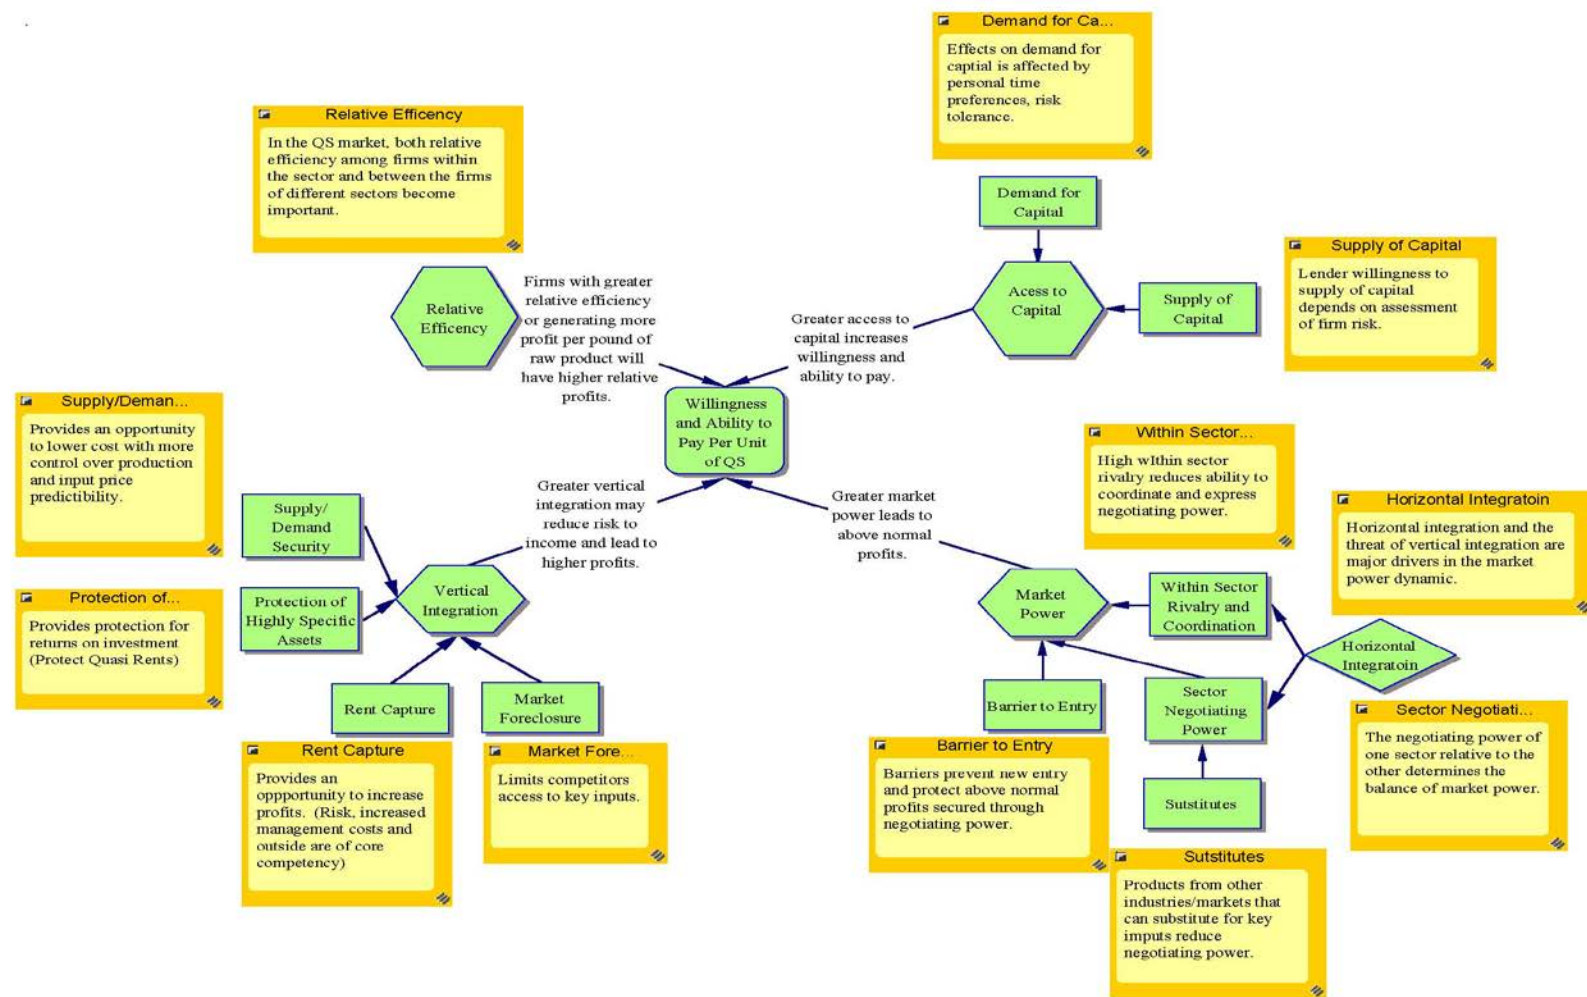 Demand for Ca...
Effects on demand for
captial is affected by
personal time
preferences, risk
tolerance.
Relative Efficency
In the QS market, both relative
efficiency among firms within
the sector and between the firms
of different sectors become
important.
Demand for
Capital
Supply of Capital
Lender willingness to
supply of capital
depends on assessment
of firm risk.
Relative
Efficency
Firms with greater
relative efficiency
or generating more
profit per pound of
raw product will
have higher relative
profits.
Greater access to
capital increases
willingness and
ability to pay.
Acess to
Capital
Supply of
Capital
Willingness
and Ability to
Pay Per Unit
of QS
Supply/Deman...
Provides an opportunity
to lower cost with more
control over production
and input price
predictibility.
Within Sector...
High wIthin sector
rivalry reduces ability to
coordinate and express
negotiating power.
Supply/
Demand
Security
Greater vertical
integration may
reduce risk to
income and lead to
higher profits.
Greater market
power leads to
above normal
profits.
Horizontal Integratoin
Horizontal integration and the
threat of vertical integration are
major drivers in the market
power dynamic.
Protection of...
Provides protection for
returns on investment
(Protect Quasi Rents)
Protection of
Highly Specific
Assets
Vertical
Integration
Market
Power
Within Sector
Rivalry and
Coordination
Horizontal
Integratoin
Rent Capture
Market
Foreclosure
Barrier to Entry
Sector
Negotiating
Power
Sector Negotiati...
The negotiating power of
one sector relative to the
other determines the
balance of market power.
Rent Capture
Provides an
oppportunity to increase
profits.  (Risk, increased
management costs and
outside are of core
competency)
Market Fore...
Limits competitors
access to key inputs.
Barrier to Entry
Barriers prevent new entry
and protect above normal
profits secured through
negotiating power.
Sutstitutes
Sutstitutes
Products from other
industries/markets that
can substitute for key
imputs reduce
negotiating power.